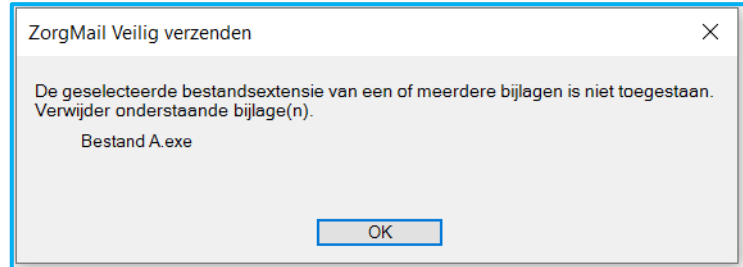 ZorgMail Veilig verzenden
De geselecteerde bestandsextensie van een of meerdere bijlagen is niet toegestaan.
Verwijder onderstaande bijlage(n).
Bestand A.exe
OK